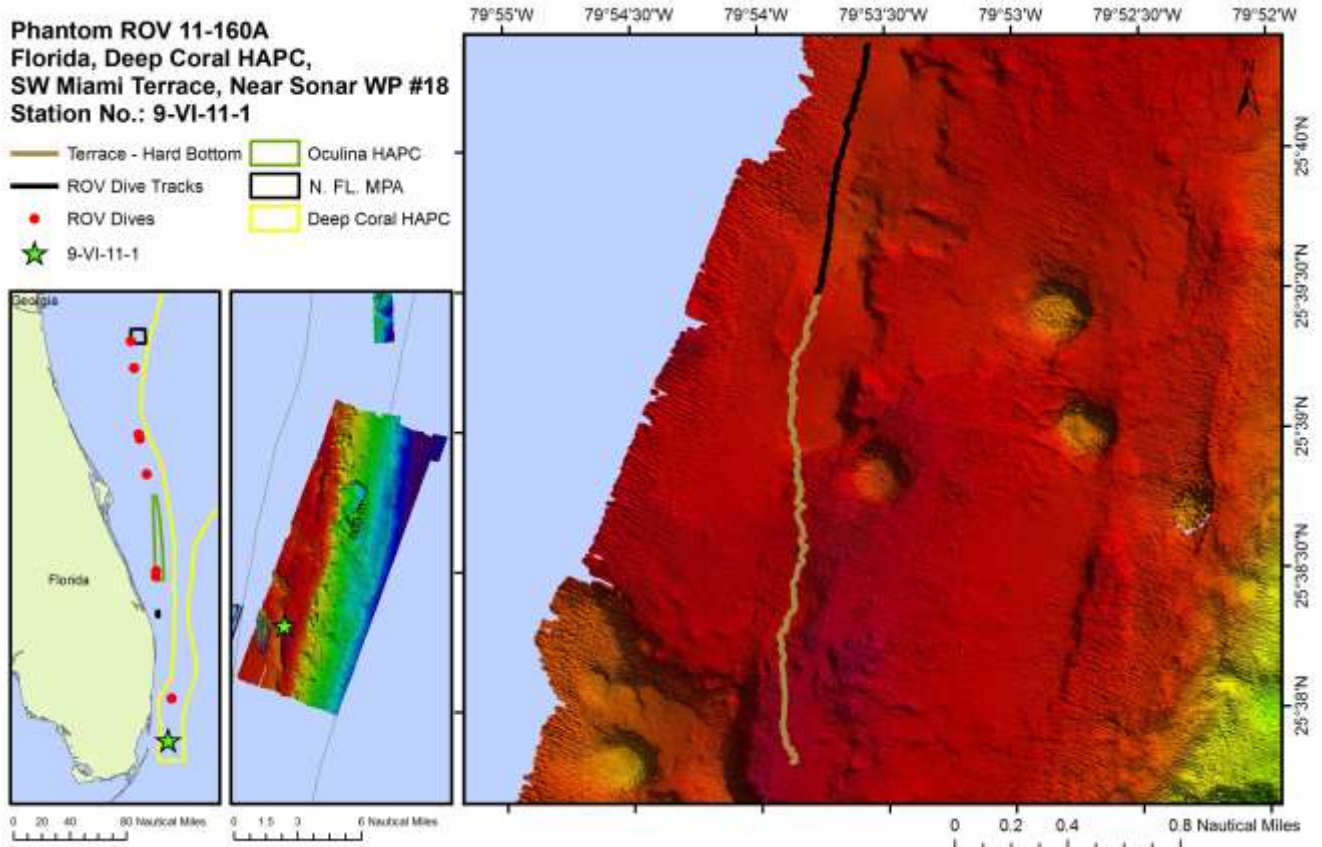 Phantom ROV 11-160A
Florida, Deep Coral HAPC,
SW Miami Terrace, Near Sonar WP #18
Station No.: 9-VI-11-1
Terrace - Hard Bottom
Oculina HAPC
ROV Dive Tracks
N. FL. MPA
ROV Dives
Deep Coral HAPC
9-VI-11-1
Georgia
Florida
0 20 40 80 Nautical Miles
0 1.5 3 6 Nautical Miles
79°55'W 79°54'30"W 79°54'W 79°53'30"W 79°53'W 79°52'30"W 79°52'W
N
25°40'N
25°39'30"N
25°39'N
25°38'30"N
25°38'N
0 0.2 0.4 0.8 Nautical Miles